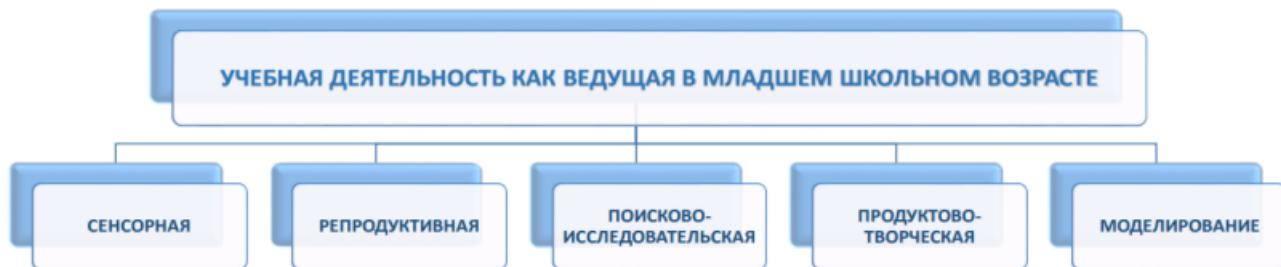 УЧЕБНАЯ ДЕЯТЕЛЬНОСТЬ КАК ВЕДУЩАЯ В МЛАДШЕМ ШКОЛЬНОМ ВОЗРАСТЕ
СЕНСОРНАЯ
РЕПРОДУКТИВНАЯ
ПОИСКОВО-
ИССЛЕДОВАТЕЛЬСКАЯ
ПРОДУКТОВО-
ТВОРЧЕСКАЯ
МОДЕЛИРОВАНИЕ